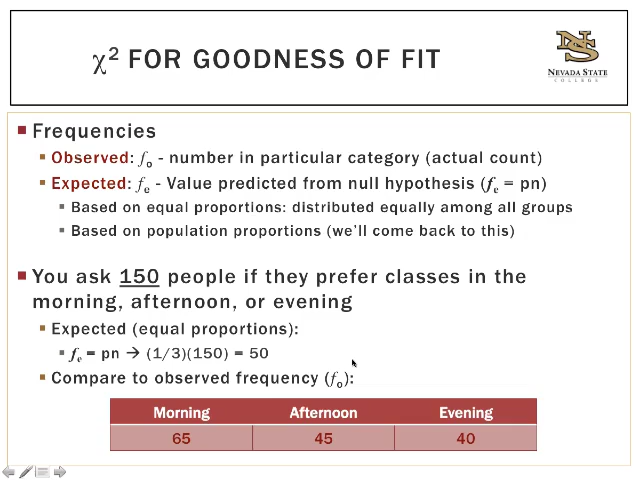 χ² FOR GOODNESS OF FIT
NS
NEVADA STATE
COLLEGE
Frequencies
Observed: fo - number in particular category (actual count)
Expected: fe - Value predicted from null hypothesis (fe = pn)
Based on equal proportions: distributed equally among all groups
Based on population proportions (we'll come back to this)
You ask 150 people if they prefer classes in the
morning, afternoon, or evening
Expected (equal proportions):
fe = pn → (1/3)(150) = 50
Compare to observed frequency (fo):
Morning Afternoon Evening
65 45 40